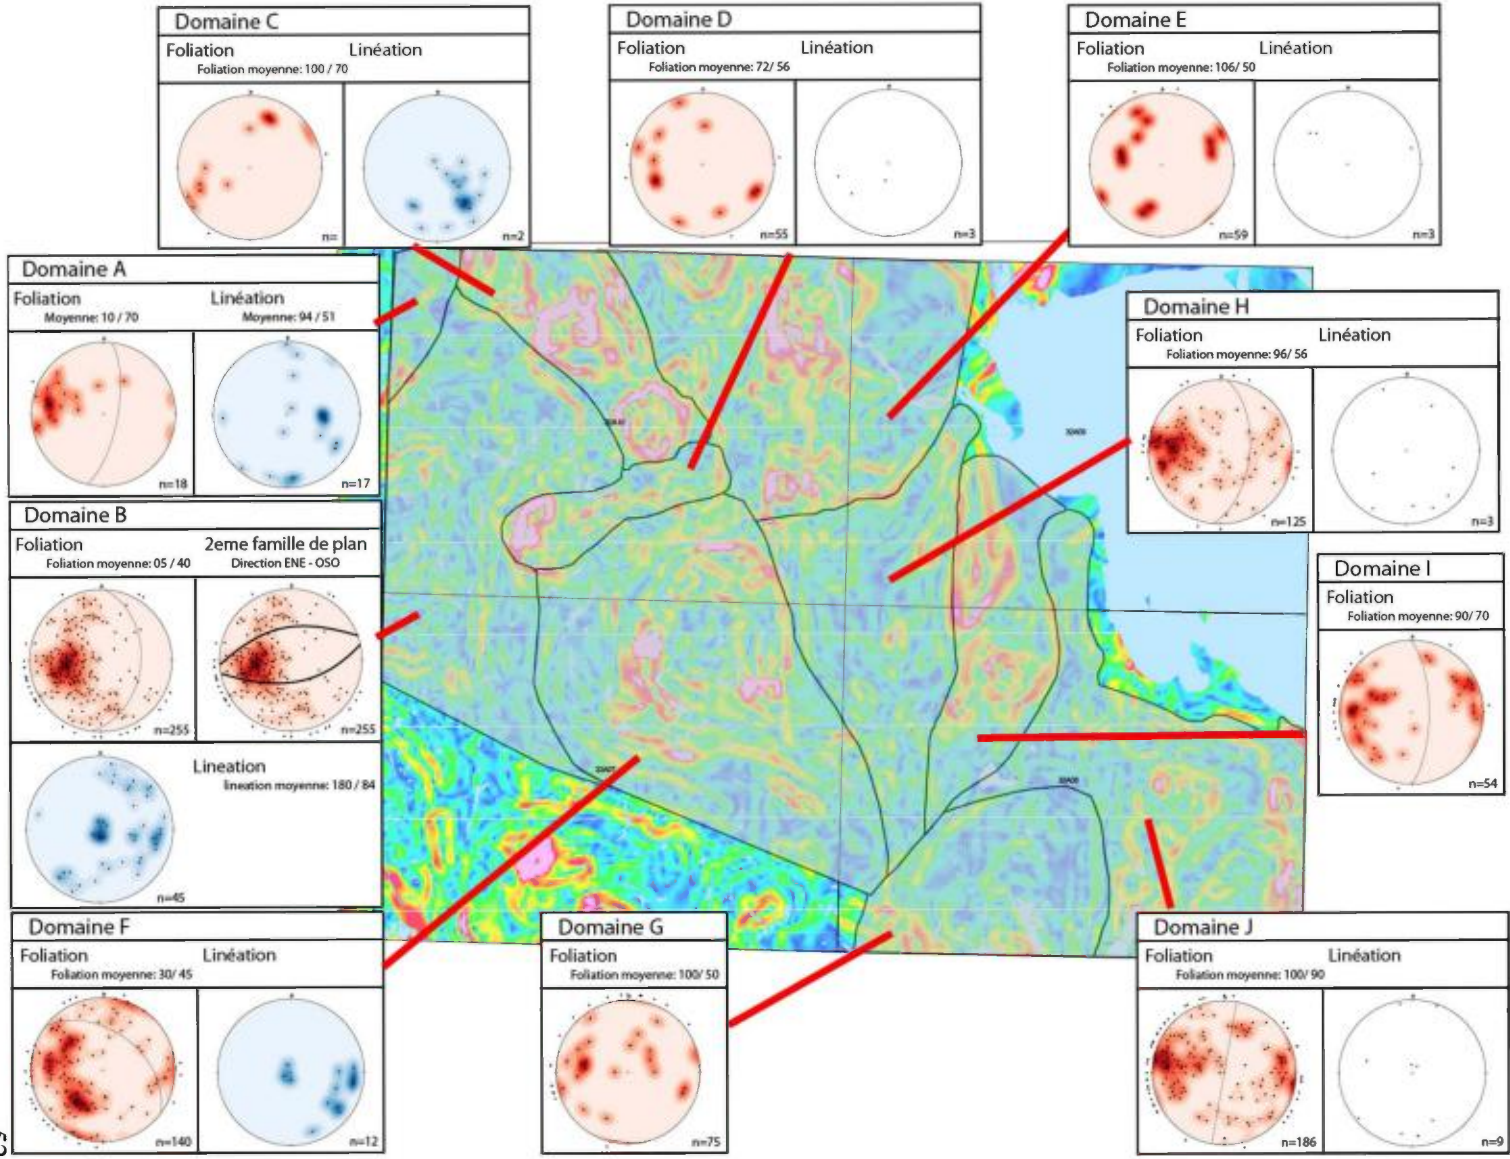 Domaine C
Foliation Linéation
Foliation moyenne: 100 / 70
n= n=2
Domaine D
Foliation Linéation
Foliation moyenne: 72/ 56
n=55 n=3
Domaine E
Foliation Linéation
Foliation moyenne: 106/ 50
n=59 n=3
Domaine A
Foliation Linéation
Moyenne: 10 / 70 Moyenne: 94 / 51
n=18 n=17
Domaine H
Foliation Linéation
Foliation moyenne: 96/ 56
n=125 n=3
Domaine B
Foliation 2eme famille de plan
Foliation moyenne: 05 / 40 Direction ENE - OSO
n=255 n=255
Lineation
lineation moyenne: 180 / 84
n=45
Domaine I
Foliation
Foliation moyenne: 90/ 70
n=54
Domaine F
Foliation Linéation
Foliation moyenne: 30/ 45
n=140 n=12
Domaine G
Foliation
Foliation moyenne: 100/ 50
n=75
Domaine J
Foliation Linéation
Foliation moyenne: 100/ 90
n=186 n=9